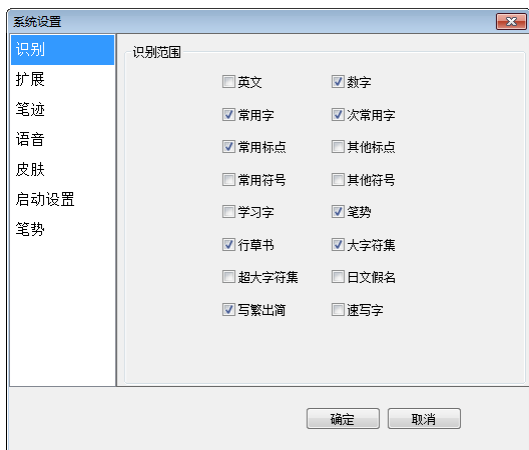 系统设置
识别
扩展
笔迹
语音
皮肤
启动设置
笔势
识别范围
英文 数字
常用字 次常用字
常用标点 其他标点
常用符号 其他符号
学习字 笔势
行草书 大字符集
超大字符集 日文假名
写繁出简 速写字
确定 取消